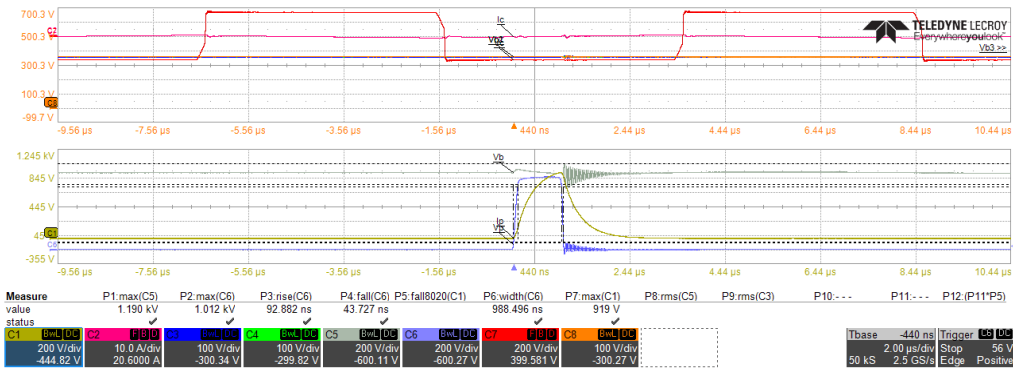 700.3 V
C2
500.3 V
300.3 V
100.3 V
-99.7 V
Ic
TELEDYNE LECROY
Everywhereyoulook™
Vb3 >>
-9.56 µs -7.56 µs -5.56 µs -3.56 µs -1.56 µs 440 ns 2.44 µs 4.44 µs 6.44 µs 8.44 µs 10.44 µs
1.245 kV
845 V
445 V
C1
C6
-355 V
Vb
-9.56 µs -7.56 µs -5.56 µs -3.56 µs -1.56 µs 440 ns 2.44 µs 4.44 µs 6.44 µs 8.44 µs 10.44 µs
Measure P1:max(C5) P2:max(C6) P3:rise(C6) P4:fall(C6) P5:fall8020(C1) P6:width(C6) P7:max(C1) P8:rms(C5) P9:rms(C3) P10:- - - P11:- - - P12:(P11*P5)
value 1.190 kV 1.012 kV 92.882 ns 43.727 ns 988.496 ns 919 V
status
C1 BwL DC C2 F B D C3 BwL DC C4 BwL DC C5 BwL DC C6 BwL DC C7 F B D C8 BwL DC Tbase -440 ns Trigger C6 DC
200 V/div 10.0 A/div 100 V/div 100 V/div 200 V/div 200 V/div 200 V/div 100 V/div 2.00 µs/div Stop 56 V
-444.82 V 20.6000 A -300.34 V -299.82 V -600.11 V -600.27 V 399.581 V -300.27 V 50 kS 2.5 GS/s Edge Positive